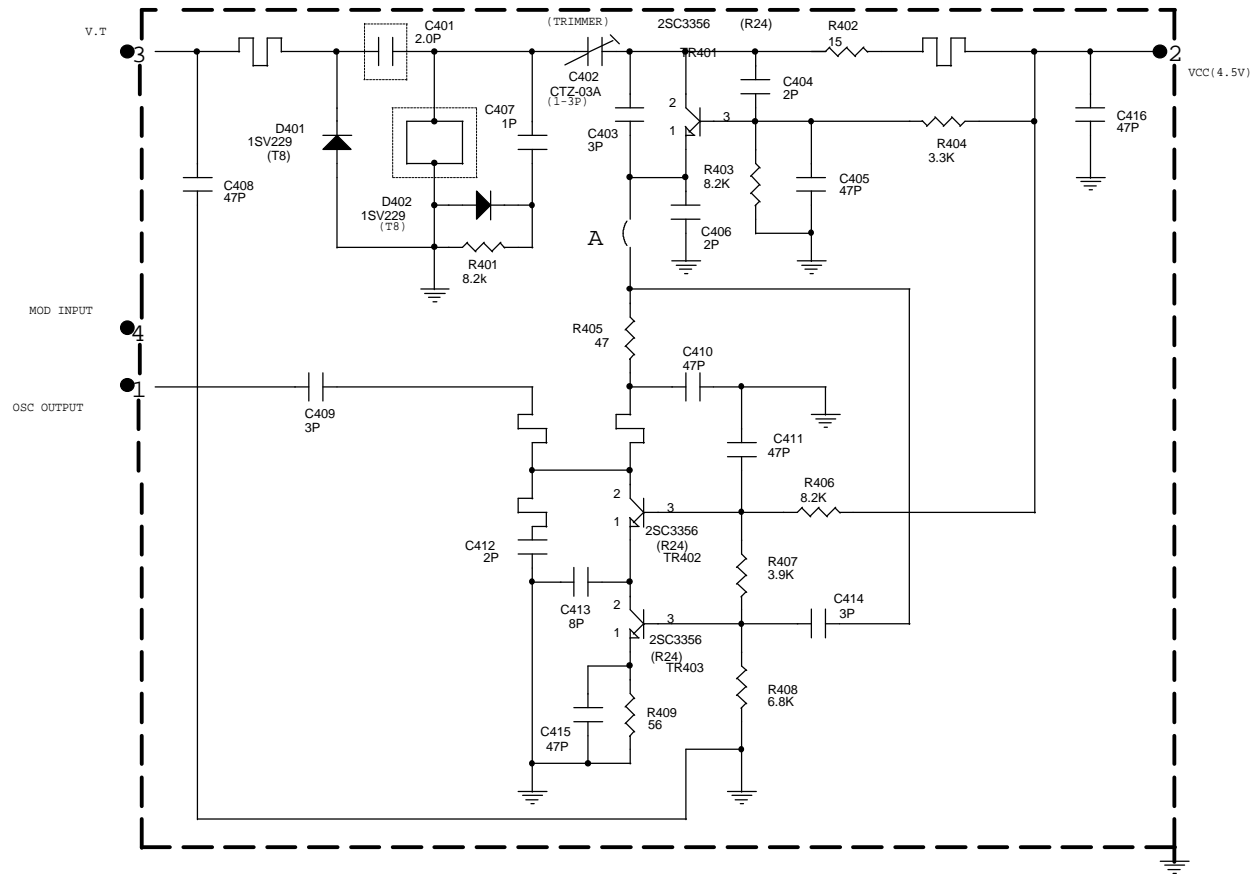 (TRIMMER)
2SC3356 (R24)
TR401
C401
2.0P
R402
15
V.T
3
2
VCC(4.5V)
C402
CTZ-03A
(1-3P)
C404
2P
C407
1P
C403
3P
2
1
3
D401
1SV229
(T8)
R404
3.3K
C416
47P
R403
8.2K
C405
47P
C408
47P
D402
1SV229
(T8)
A
C406
2P
R401
8.2k
MOD INPUT
4
R405
47
C410
47P
1
OSC OUTPUT
C409
3P
C411
47P
R406
8.2K
2
1
3
2SC3356
(R24)
TR402
C412
2P
R407
3.9K
C413
8P
2
1
3
C414
3P
2SC3356
(R24)
TR403
R408
6.8K
C415
47P
R409
56